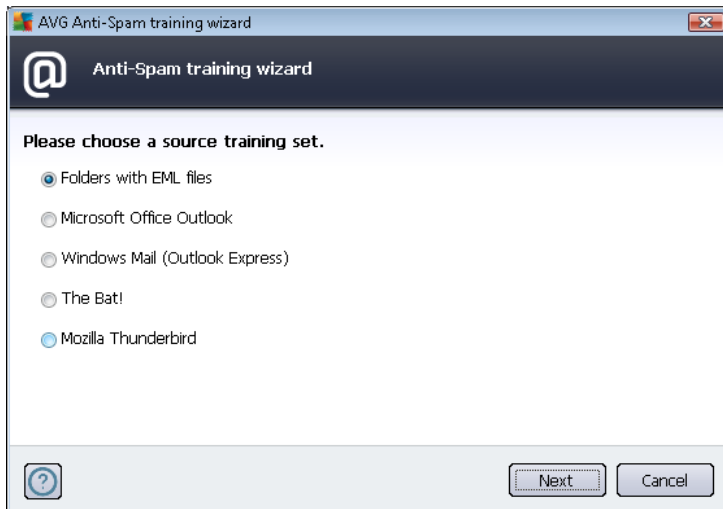 AVG Anti-Spam training wizard
Anti-Spam training wizard
Please choose a source training set.
Folders with EML files
Microsoft Office Outlook
Windows Mail (Outlook Express)
The Bat!
Mozilla Thunderbird
Next
Cancel